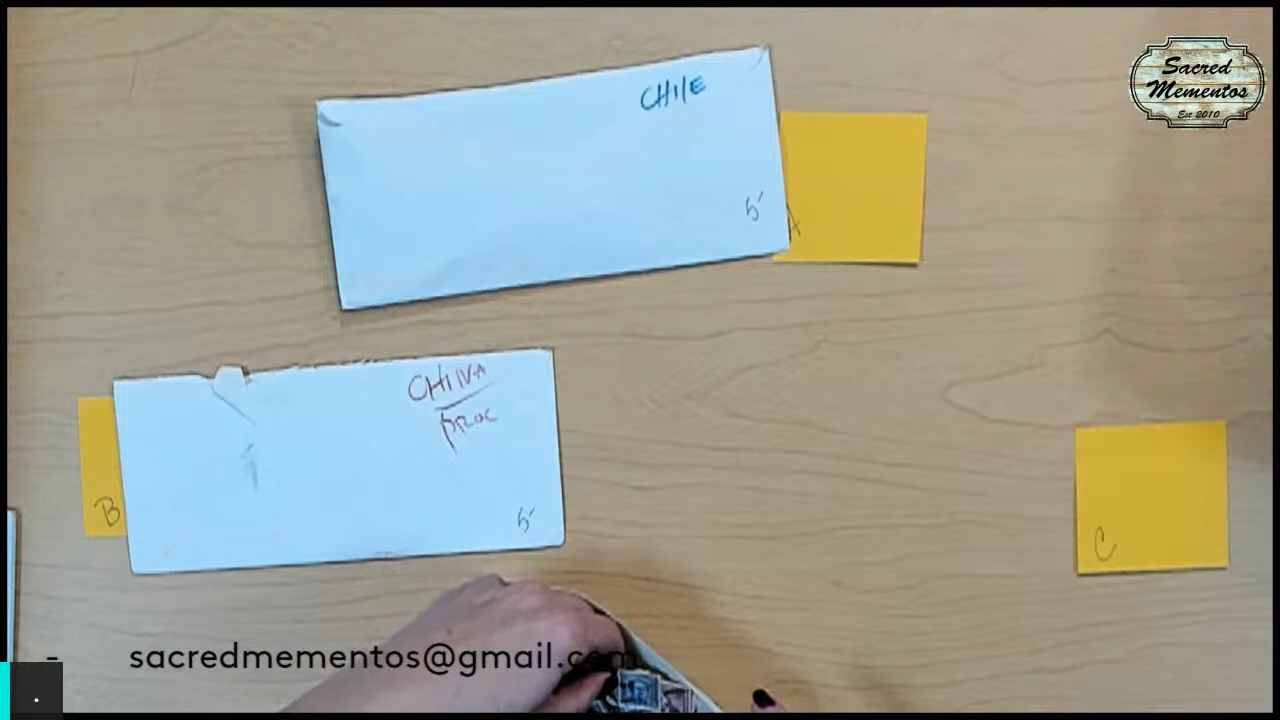 Sacred
Mementos
Est 2010
CHILE
5-
A
CHINA
PROC
5-
B
C
- sacredmementos@gmail.com
.